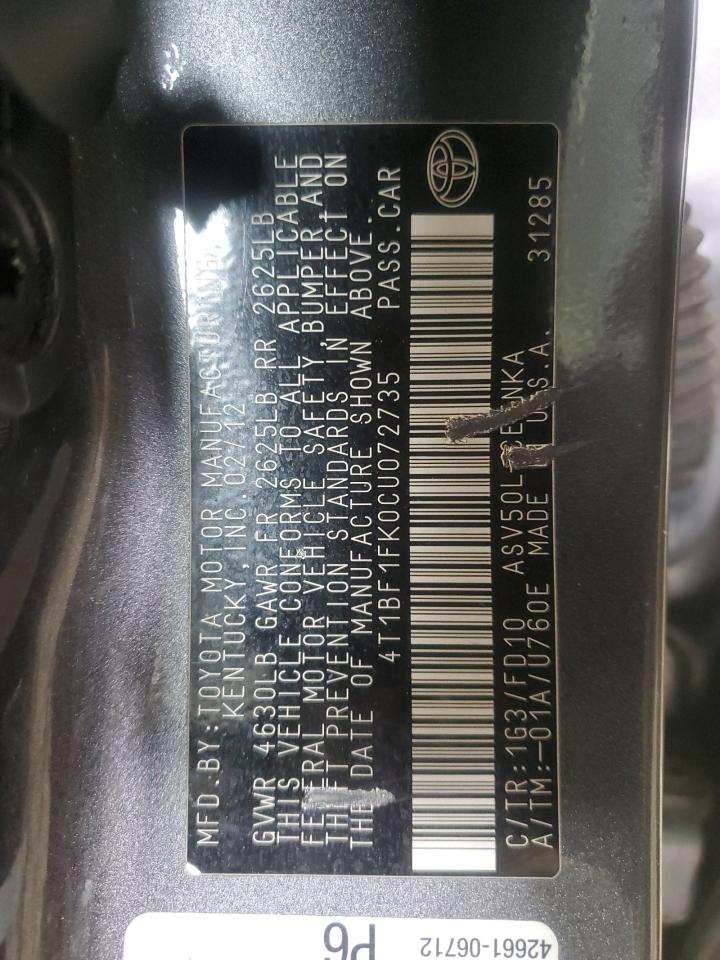 MFD.BY:TOYOTA MOTOR MANUFACTURING,
KENTUCKY,INC.02/12
GVWR 4630LB GAWR FR 2625LB RR 2625LB
THIS VEHICLE CONFORMS TO ALL APPLICABLE
FEDERAL MOTOR VEHICLE SAFETY,BUMPER AND
THEFT PREVENTION STANDARDS IN EFFECT ON
THE DATE OF MANUFACTURE SHOWN ABOVE.
4T1BF1FK0CU072735 PASS.CAR
C/TR:1G3/FD10 ASV50L-
A/TM:-01A/U760E MADE U.S.A. 31285
P6
42661-06712